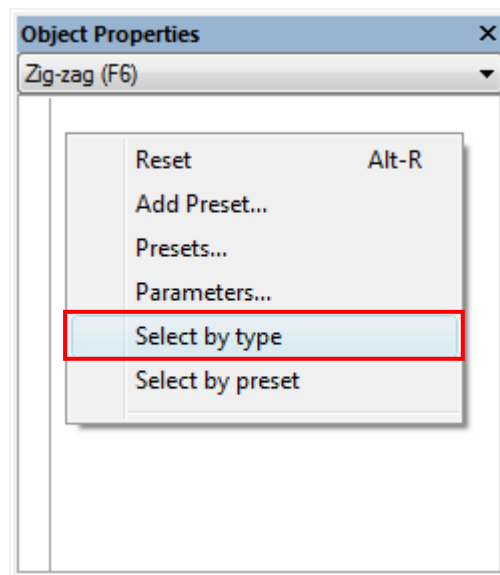 Object Properties
Zig-zag (F6)
Reset Alt-R
Add Preset...
Presets...
Parameters...
Select by type
Select by preset